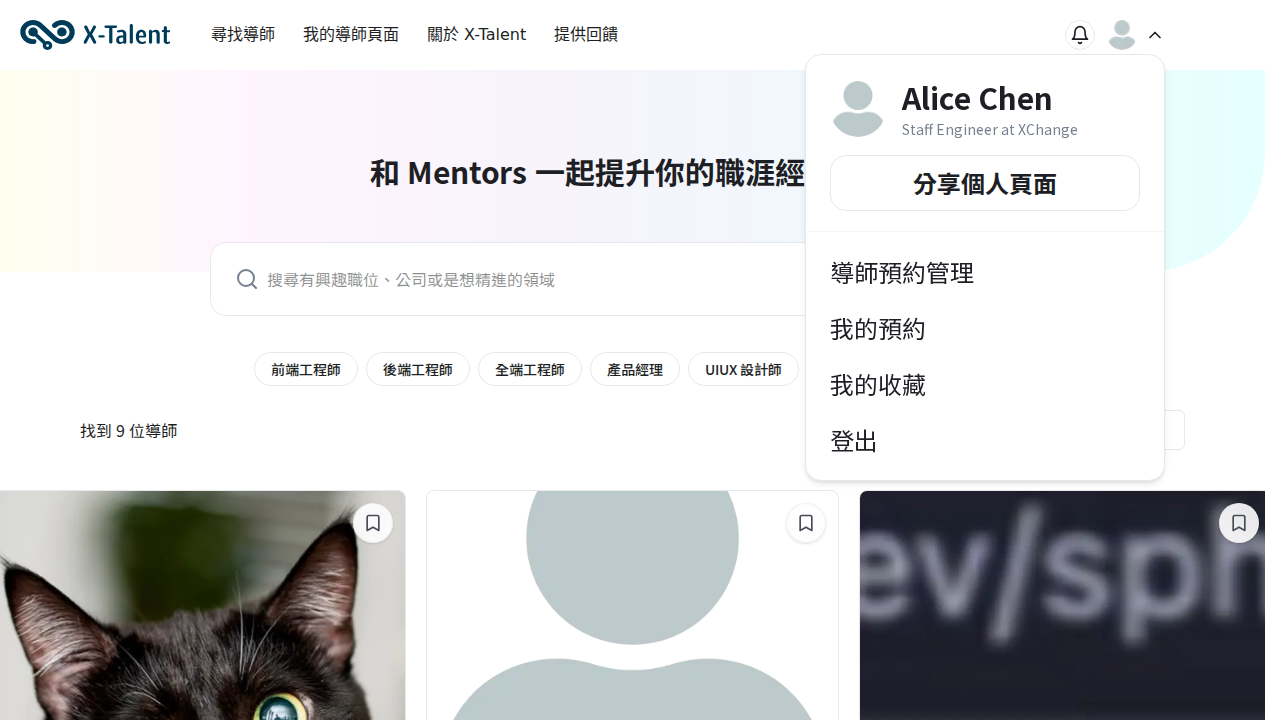 X-Talent
尋找導師
我的導師頁面
關於 X-Talent
提供回饋
Alice Chen
Staff Engineer at XChange
分享個人頁面
導師預約管理
我的預約
我的收藏
登出
和 Mentors 一起提升你的職涯經
搜尋有興趣職位、公司或是想精進的領域
前端工程師
後端工程師
全端工程師
產品經理
UIUX 設計師
找到 9 位導師
ev/sph